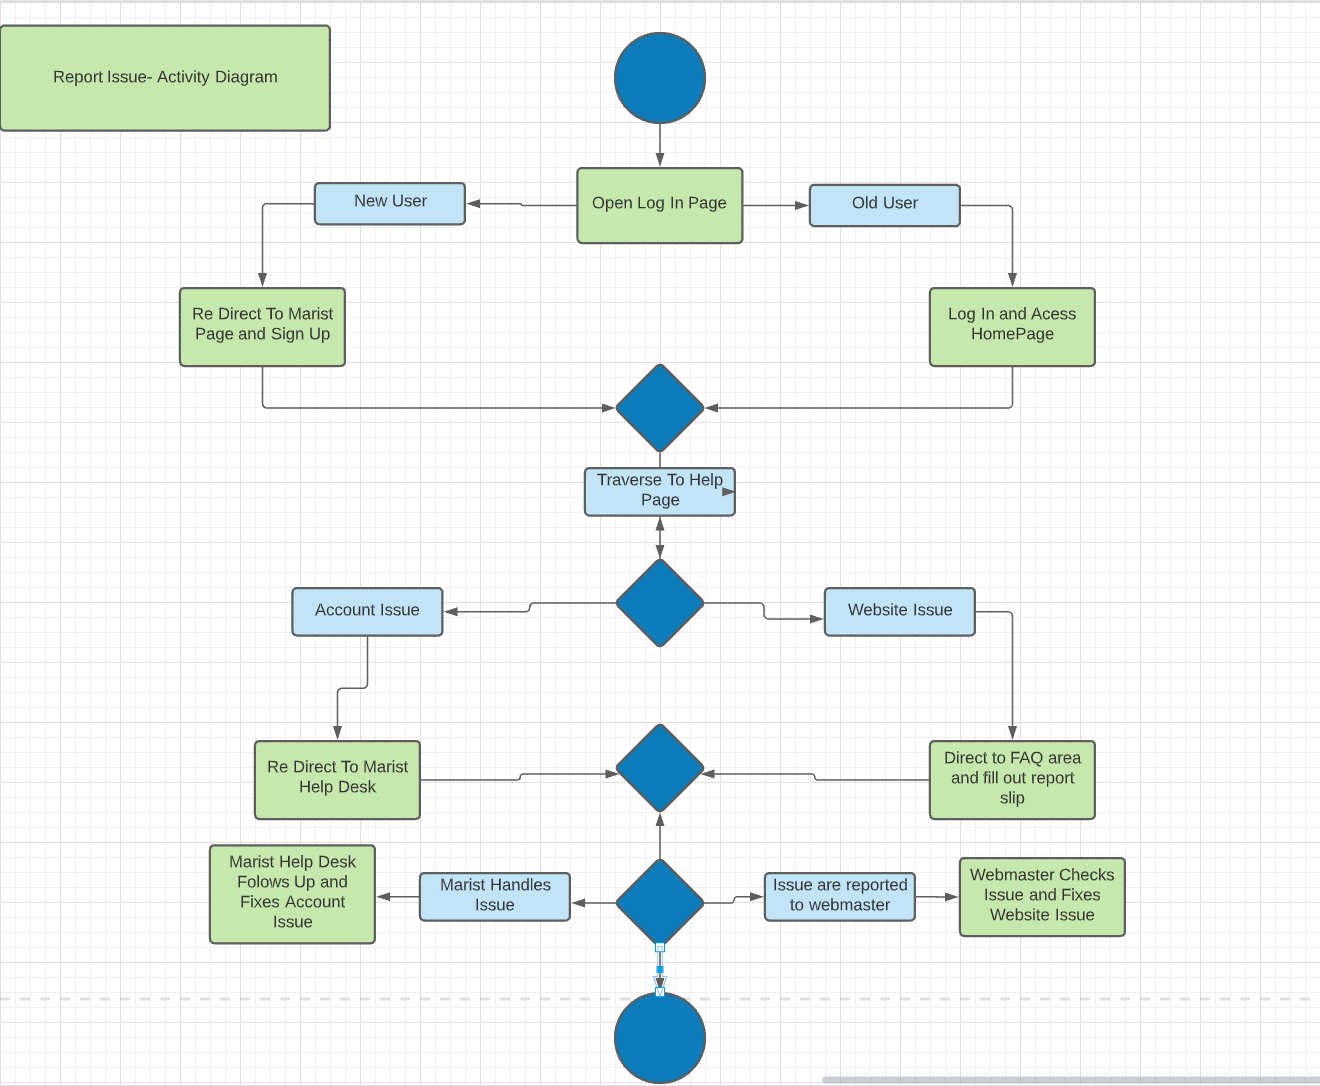 Report Issue- Activity Diagram
New User
Open Log In Page
Old User
Re Direct To Marist
Page and Sign Up
Log In and Acess
HomePage
Traverse To Help
Page
Account Issue
Website Issue
Re Direct To Marist
Help Desk
Direct to FAQ area
and fill out report
slip
Marist Help Desk
Folows Up and
Fixes Account
Issue
Marist Handles
Issue
Issue are reported
to webmaster
Webmaster Checks
Issue and Fixes
Website Issue